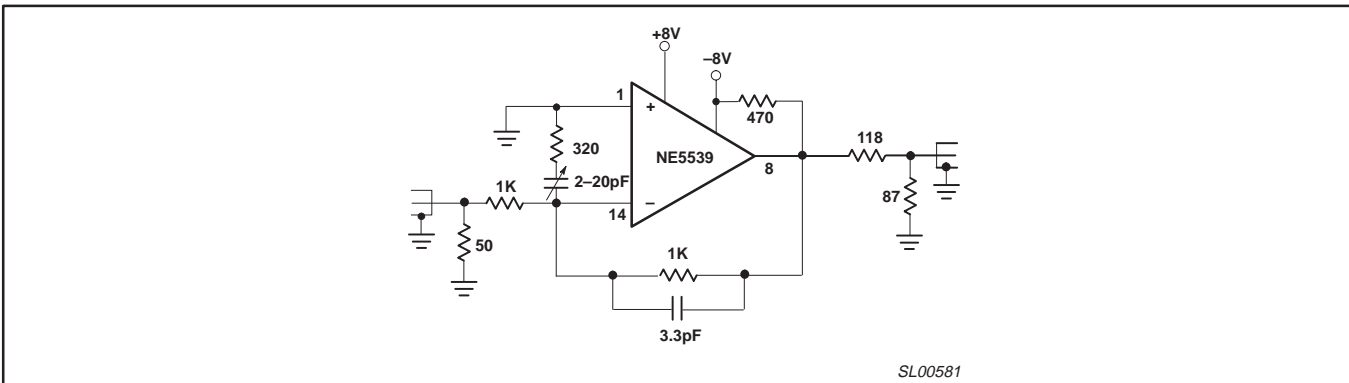 +8V
–8V
1
+
470
118
320
NE5539
8
2–20pF
1K
87
14
–
50
1K
3.3pF
SL00581